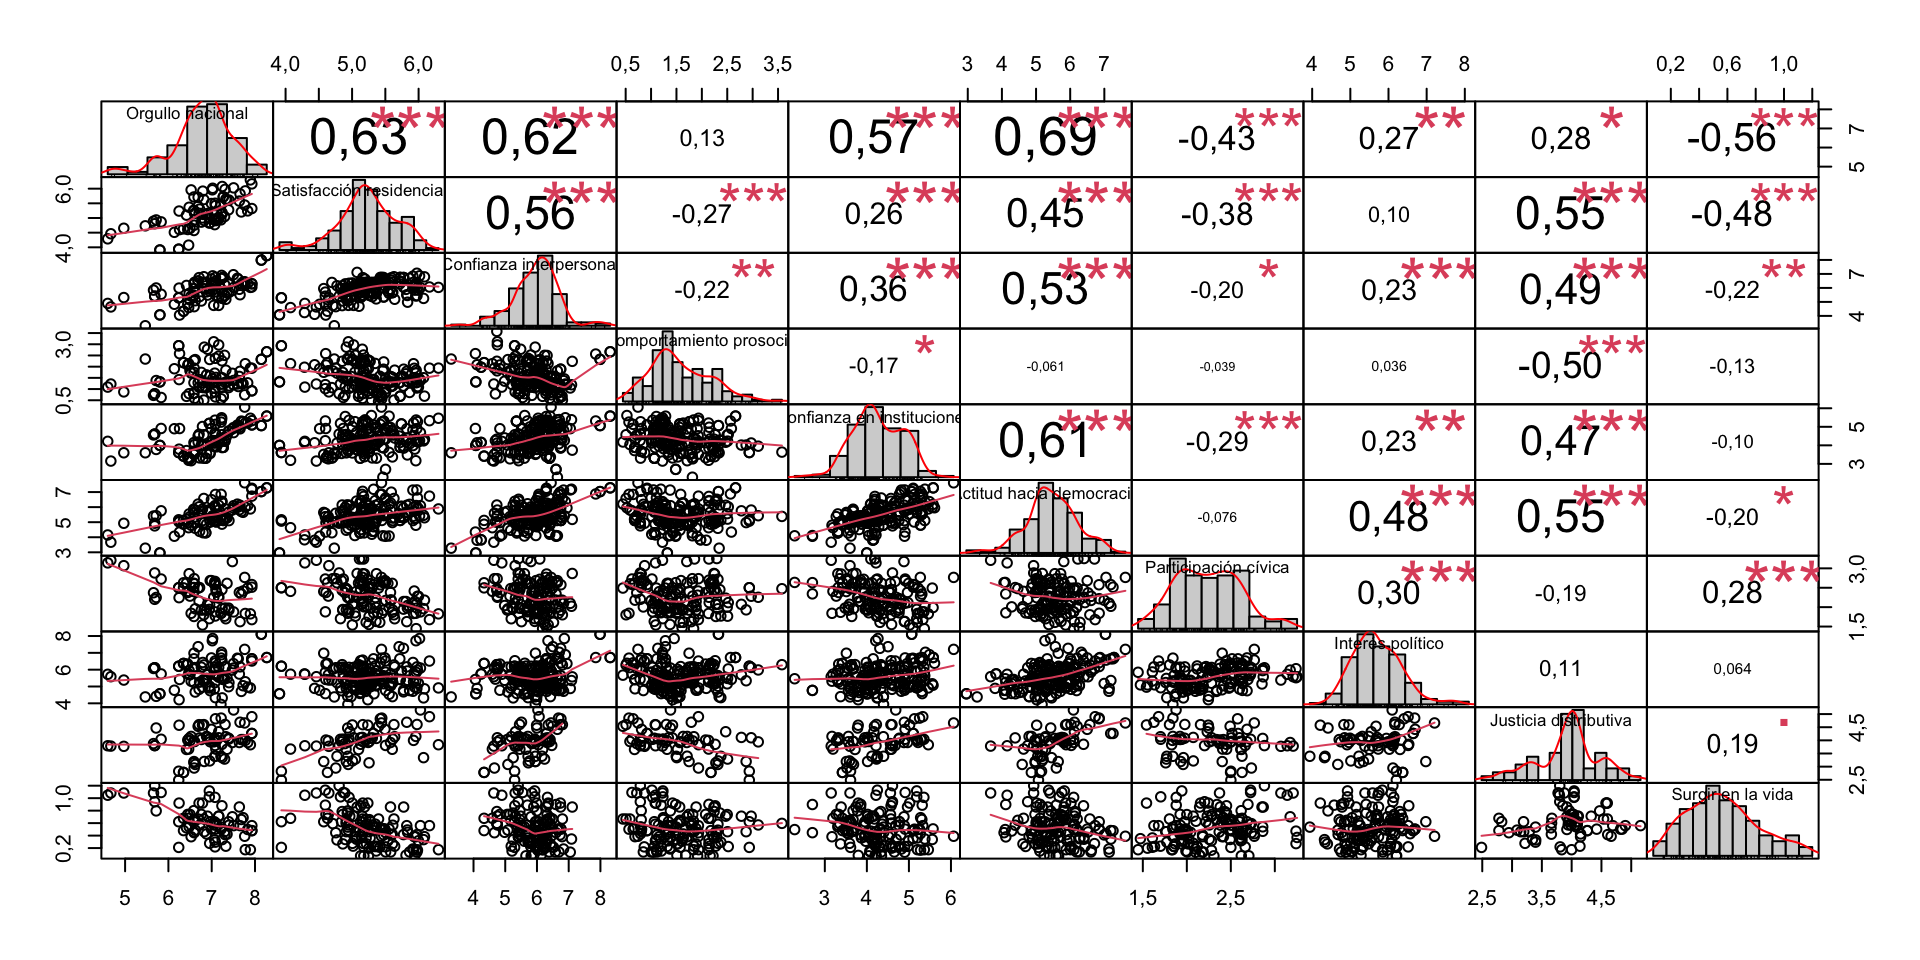 4,0 5,0 6,0 0,5 1,5 2,5 3,5 3 4 5 6 7 4 5 6 7 8 0,2 0,6 1,0
Orgullo nacional 0,63 *** 0,62 *** 0,13 0,57 *** 0,69 *** -0,43 *** 0,27 ** 0,28 * -0,56 *** 5 7
4,0 6,0 Satisfacción residencia 0,56 *** -0,27 *** 0,26 *** 0,45 *** -0,38 *** 0,10 0,55 *** -0,48 ***
Confianza interpersona -0,22 ** 0,36 *** 0,53 *** -0,20 * 0,23 *** 0,49 *** -0,22 ** 4 7
0,5 3,0 omportamiento prosoci -0,17 * -0,061 -0,039 0,036 -0,50 *** -0,13
onfianza en institucione 0,61 *** -0,29 *** 0,23 ** 0,47 *** -0,10 3 5
3 5 7 ctitud hacia democraci -0,076 0,48 *** 0,55 *** -0,20 *
Participación cívica 0,30 *** -0,19 0,28 *** 1,5 3,0
4 6 8 Interés político 0,11 0,064
Justicia distributiva 0,19 2,5 4,5
0,2 1,0 Surgir en la vida
5 6 7 8 4 5 6 7 8 3 4 5 6 1,5 2,5 2,5 3,5 4,5